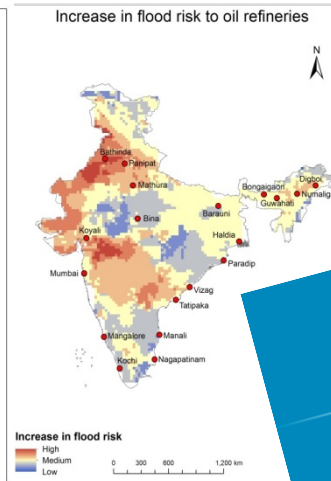 Increase in flood risk to oil refineries
N
Bathinda
Panipat
Mathura
Digboi
Bongaigaon
Numalig
Guwahati
Bina
Barauni
Koyali
Haldia
Paradip
Mumbai
Vizag
Tatipaka
Mangalore
Manali
Kochi
Nagapatinam
Increase in flood risk
High
Medium
Low
0 300 600 1,200 km